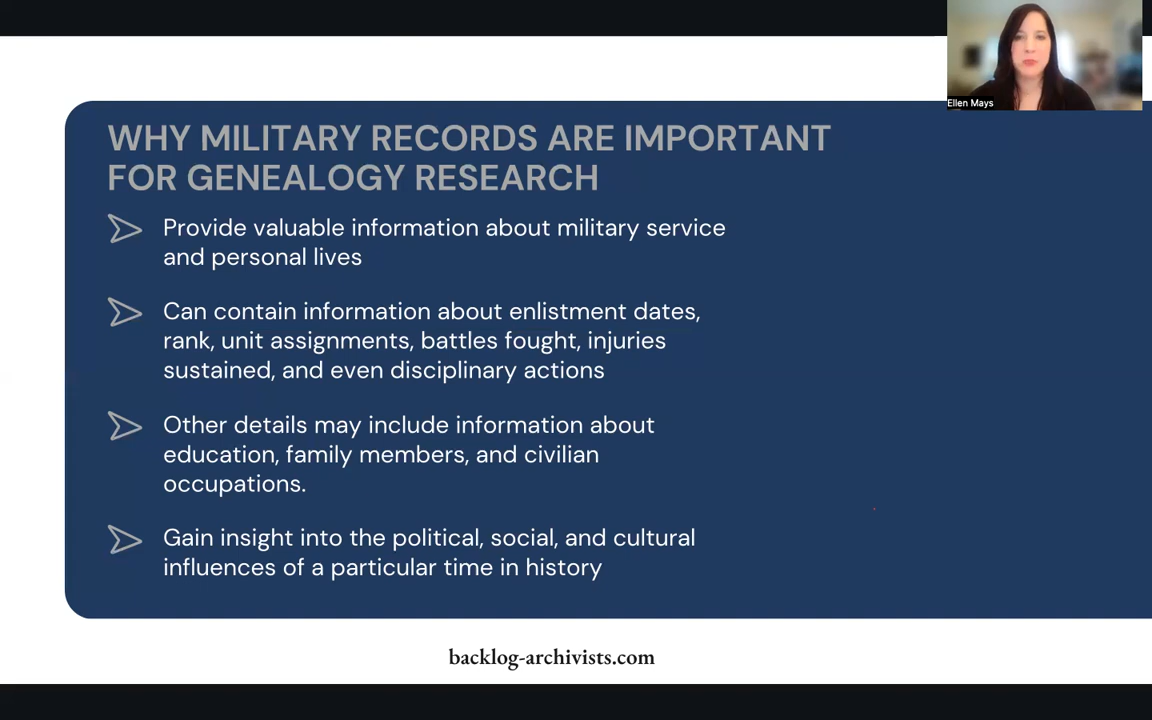 Ellen Mays
WHY MILITARY RECORDS ARE IMPORTANT
FOR GENEALOGY RESEARCH
Provide valuable information about military service
and personal lives
Can contain information about enlistment dates,
rank, unit assignments, battles fought, injuries
sustained, and even disciplinary actions
Other details may include information about
education, family members, and civilian
occupations.
Gain insight into the political, social, and cultural
influences of a particular time in history
backlog-archivists.com